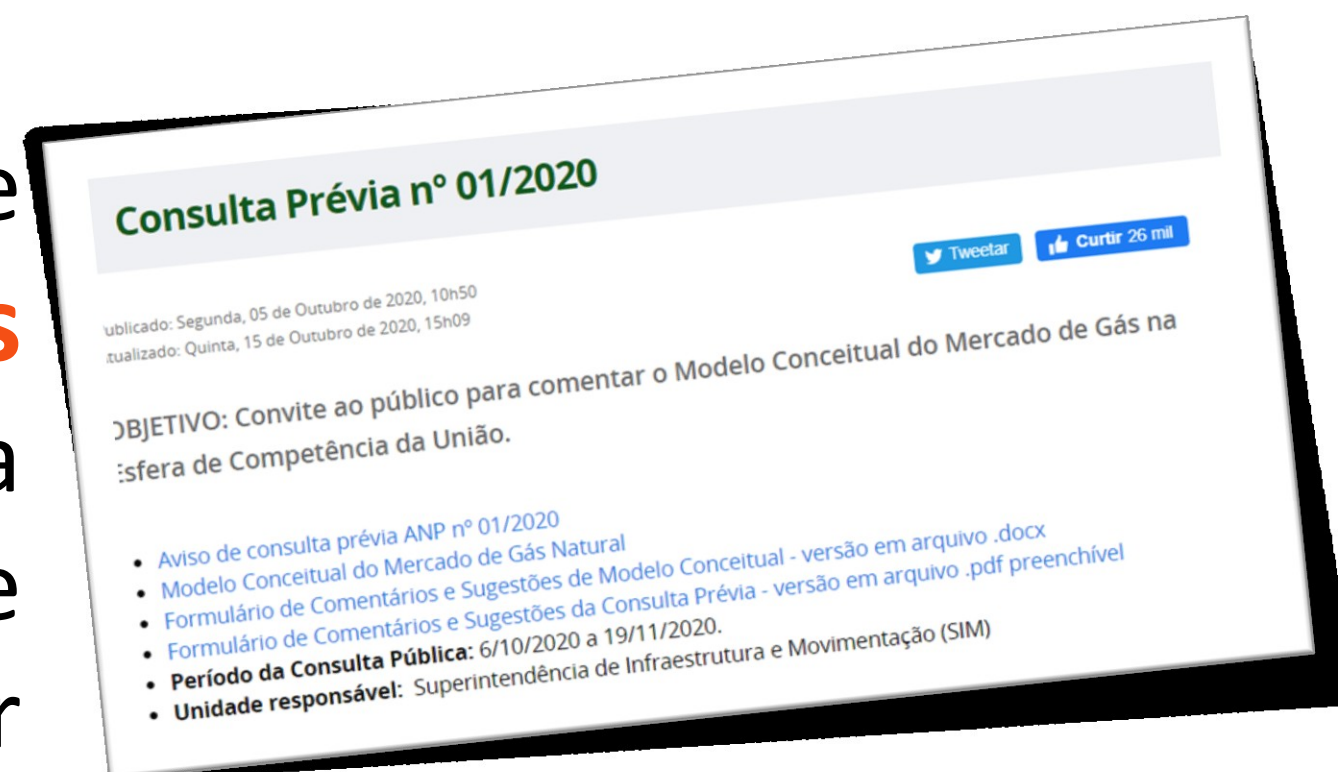 e
s
a
e
r
Consulta Prévia nº 01/2020
Tweetar
Curtir 26 mil
ublicado: Segunda, 05 de Outubro de 2020, 10h50
tualizado: Quinta, 15 de Outubro de 2020, 15h09
OBJETIVO: Convite ao público para comentar o Modelo Conceitual do Mercado de Gás na
Esfera de Competência da União.
• Aviso de consulta prévia ANP nº 01/2020
• Modelo Conceitual do Mercado de Gás Natural
• Formulário de Comentários e Sugestões de Modelo Conceitual - versão em arquivo .docx
• Formulário de Comentários e Sugestões da Consulta Prévia - versão em arquivo .pdf preenchível
• Período da Consulta Pública: 6/10/2020 a 19/11/2020.
• Unidade responsável: Superintendência de Infraestrutura e Movimentação (SIM)